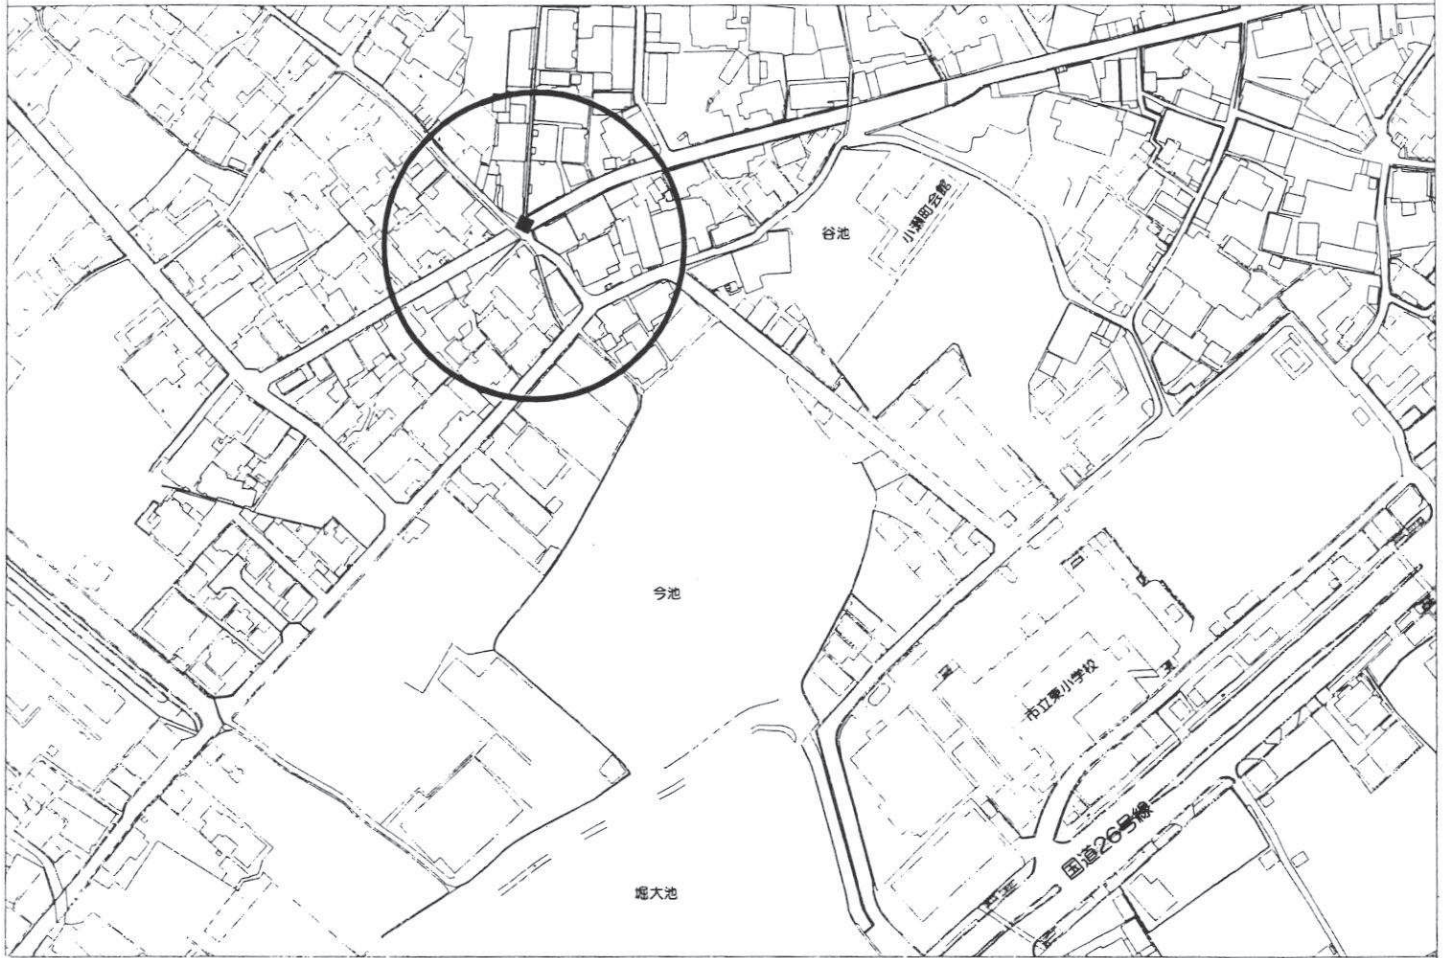 谷池
小瀬町会館
今池
市立東小学校
国道26号線
堀大池